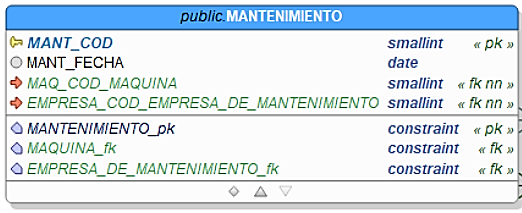 public.MANTENIMIENTO
MANT_COD smallint « pk »
MANT_FECHA date
MAQ_COD_MAQUINA smallint « fk nn »
EMPRESA_COD_EMPRESA_DE_MANTENIMIENTO smallint « fk nn »
MANTENIMIENTO_pk constraint « pk »
MAQUINA_fk constraint « fk »
EMPRESA_DE_MANTENIMIENTO_fk constraint « fk »